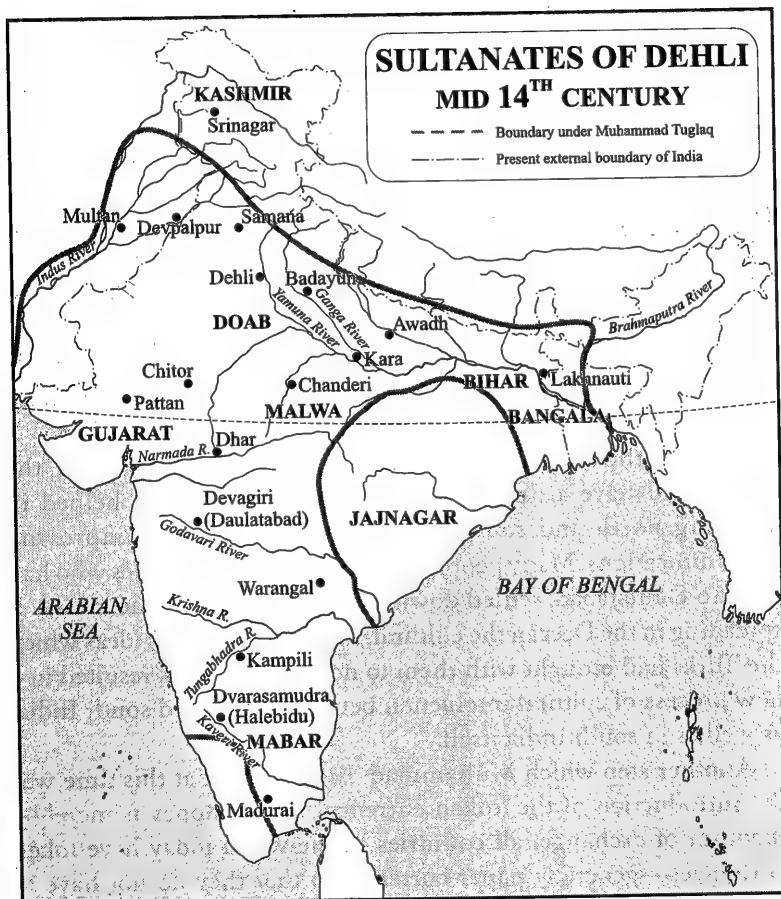 SULTANATES OF DEHLI
MID 14TH CENTURY
Boundary under Muhammad Tuglaq
Present external boundary of India
KASHMIR
Srinagar
Multan
Devpalpur
Samana
Indus River
Dehli
Badayun
Ganga River
Yamuna River
DOAB
Awadh
Brahmaputra River
Kara
Chitor
Chanderi
BIHAR
Lakhnauti
Pattan
MALWA
BANGALA
GUJARAT
Narmada R.
Dhar
Devagiri
(Daulatabad)
JAJNAGAR
Godavari River
Warangal
BAY OF BENGAL
ARABIAN
SEA
Krishna R.
Tungabhadra R.
Kampili
Dvarasamudra
(Halebidu)
Kaveri River
MABAR
Madurai